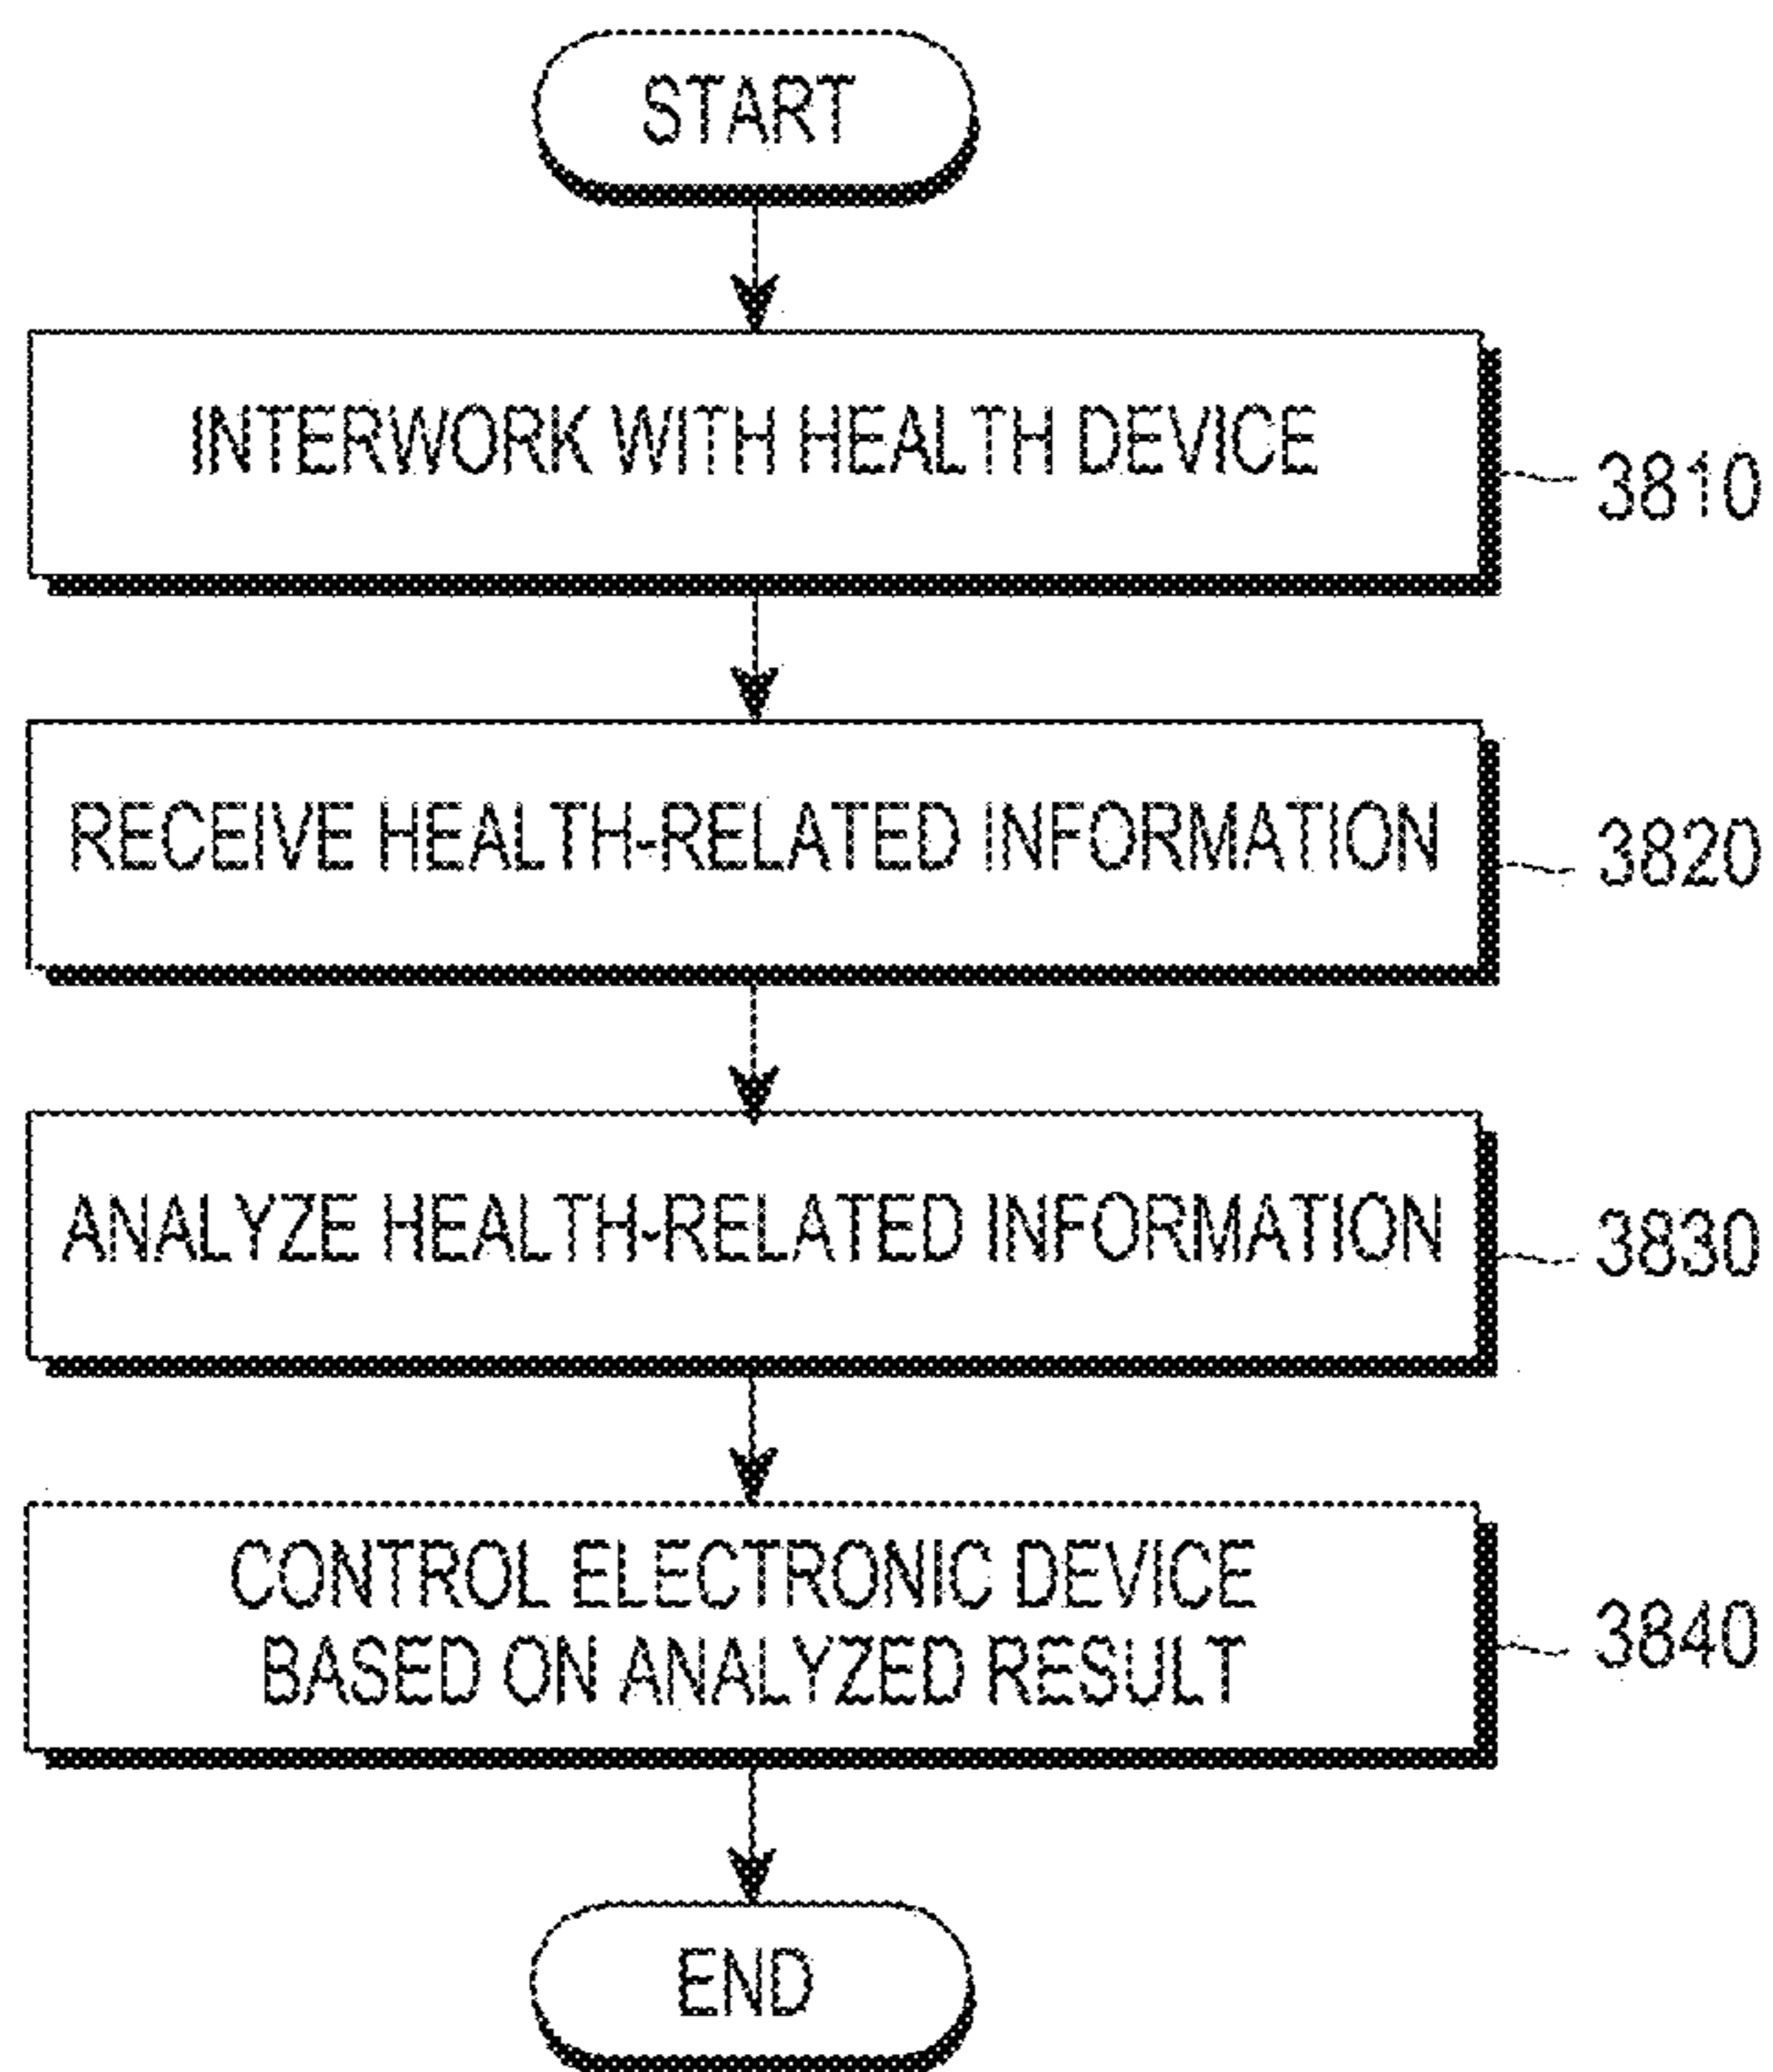 START
INTERWORK WITH HEALTH DEVICE
3810
RECEIVE HEALTH-RELATED INFORMATION
3820
ANALYZE HEALTH-RELATED INFORMATION
3830
CONTROL ELECTRONIC DEVICE
BASED ON ANALYZED RESULT
3840
END